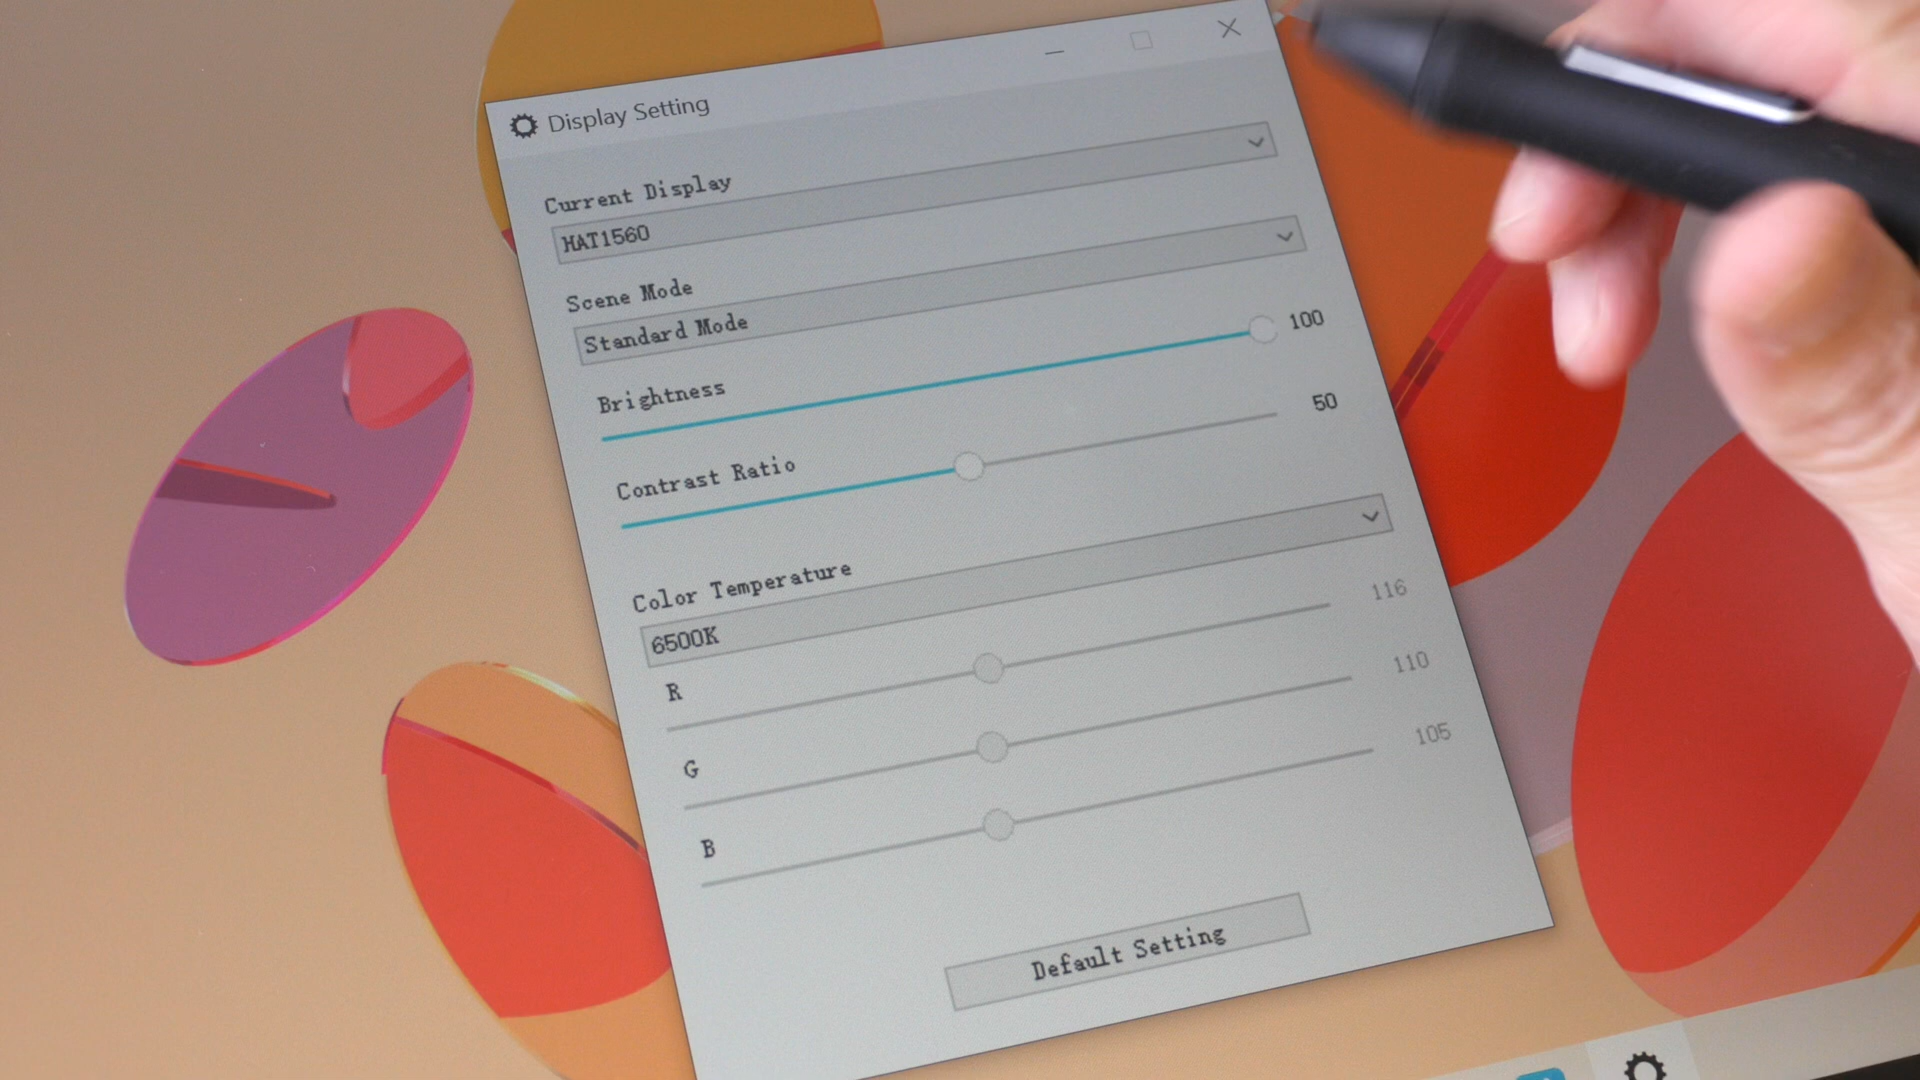 Display Setting
Current Display
HAT1560
Scene Mode
Standard Mode
Brightness
100
Contrast Ratio
50
Color Temperature
6500K
R
116
G
110
B
105
Default Setting